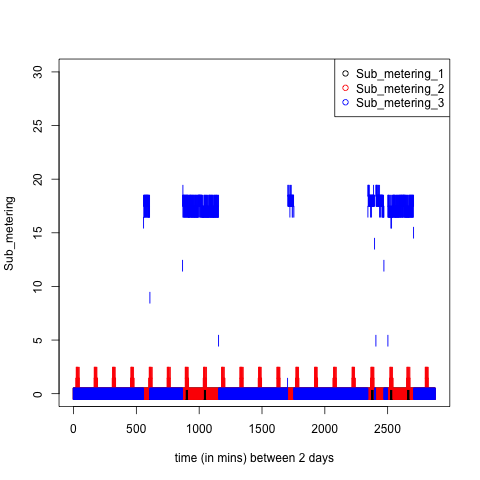 Sub_metering_1
Sub_metering_2
Sub_metering_3
30
25
20
15
10
5
0
Sub_metering
0 500 1000 1500 2000 2500
time (in mins) between 2 days